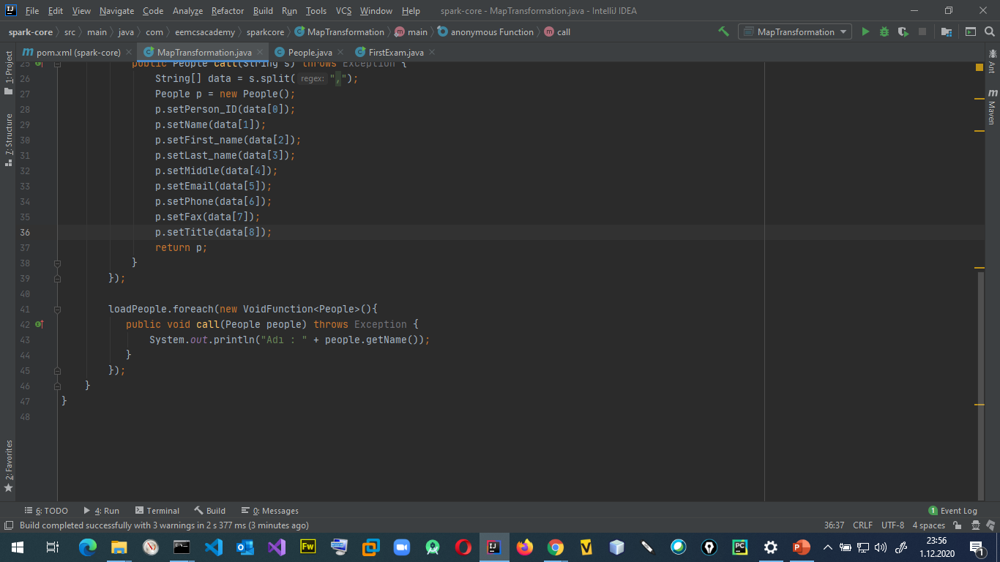 File Edit View Navigate Code Analyze Refactor Build Run Tools VCS Window Help spark-core - MapTransformation.java - IntelliJ IDEA
spark-core src main java com eemcsacademy sparkcore MapTransformation main anonymous Function call MapTransformation
pom.xml (spark-core) MapTransformation.java People.java FirstExam.java
1: Project
7: Structure
2: Favorites
Ant
Maven
25 public People call(String s) throws Exception {
26 String[] data = s.split( regex: ",");
27 People p = new People();
28 p.setPerson_ID(data[0]);
29 p.setName(data[1]);
30 p.setFirst_name(data[2]);
31 p.setLast_name(data[3]);
32 p.setMiddle(data[4]);
33 p.setEmail(data[5]);
34 p.setPhone(data[6]);
35 p.setFax(data[7]);
36 p.setTitle(data[8]);
37 return p;
38 }
39 });
40
41 loadPeople.foreach(new VoidFunction<People>(){
42 public void call(People people) throws Exception {
43 System.out.println("Adı : " + people.getName());
44 }
45 });
46 }
47 }
48
6: TODO 4: Run Terminal Build 0: Messages 1 Event Log
Build completed successfully with 3 warnings in 2 s 377 ms (3 minutes ago) 36:37 CRLF UTF-8 4 spaces
23:56
1.12.2020